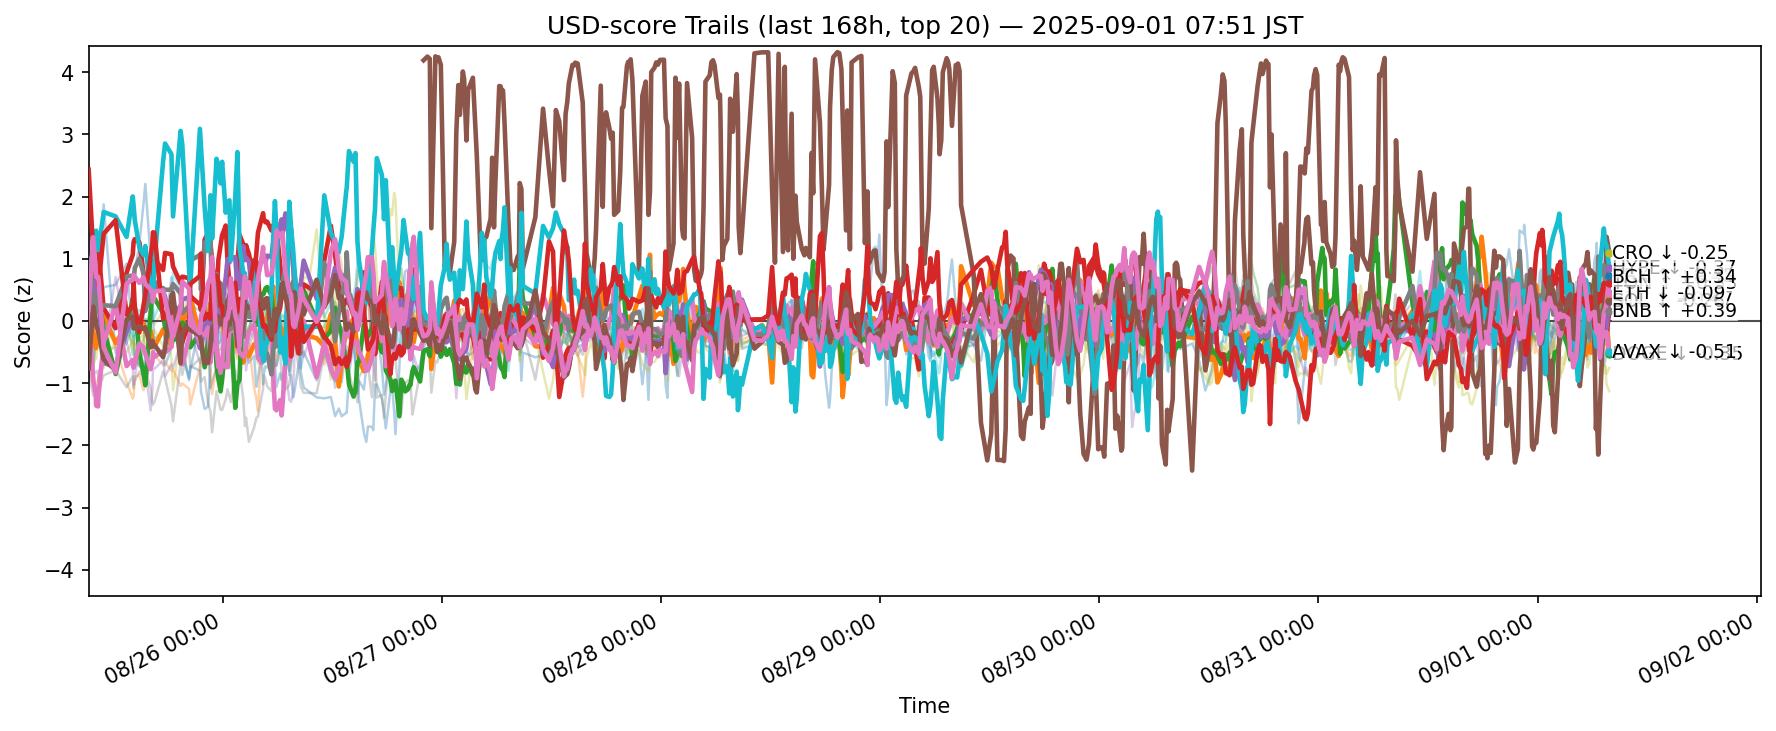 USD-score Trails (last 168h, top 20) — 2025-09-01 07:51 JST
Score (z)
4
3
2
1
0
−1
−2
−3
−4
CRO ↓ -0.25
BCH ↑ +0.34
ETH ↓ -0.09
BNB ↑ +0.39
AVAX ↓ -0.51
08/26 00:00
08/27 00:00
08/28 00:00
08/29 00:00
08/30 00:00
08/31 00:00
09/01 00:00
09/02 00:00
Time